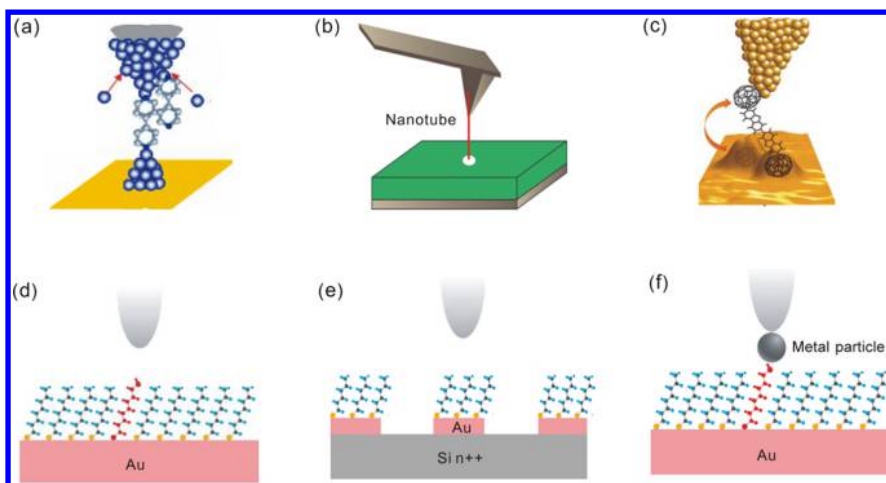 (a)
(b)
(c)
Nanotube
(d)
(e)
(f)
Metal particle
Au
Au
Si n++
Au